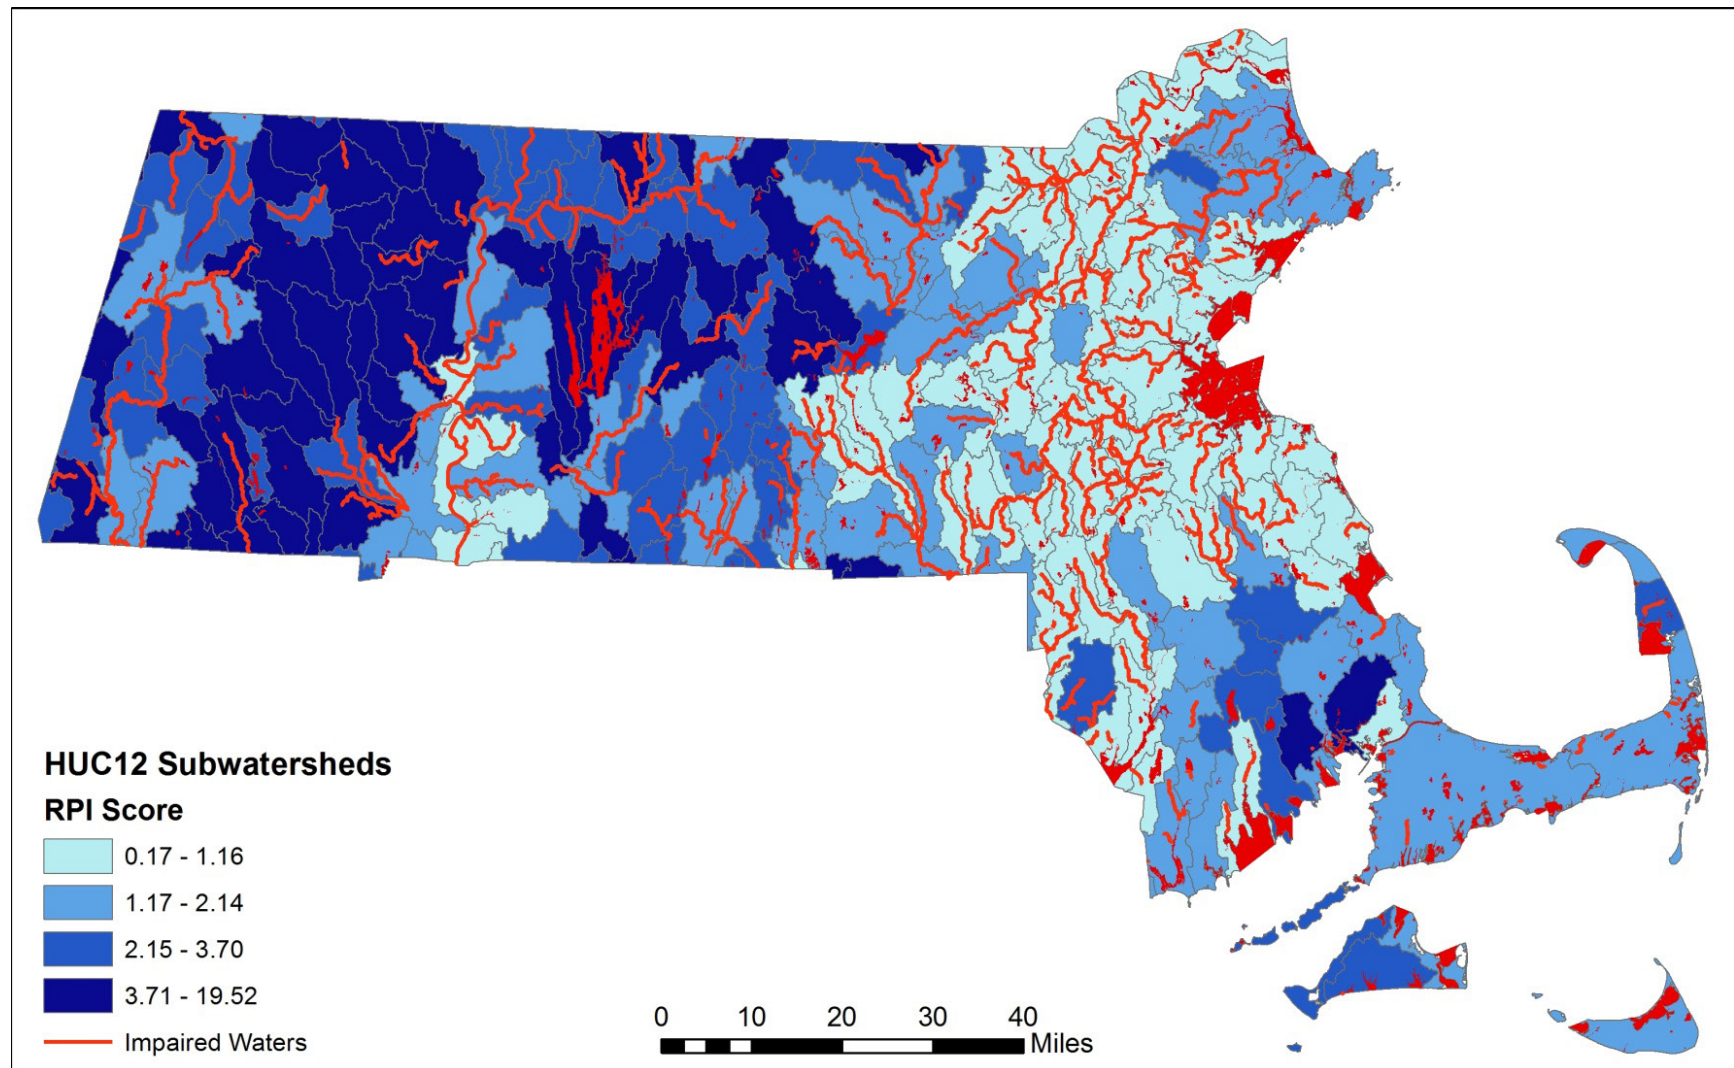 HUC12 Subwatersheds
RPI Score
0.17 - 1.16
1.17 - 2.14
2.15 - 3.70
3.71 - 19.52
Impaired Waters
0 10 20 30 40
Miles